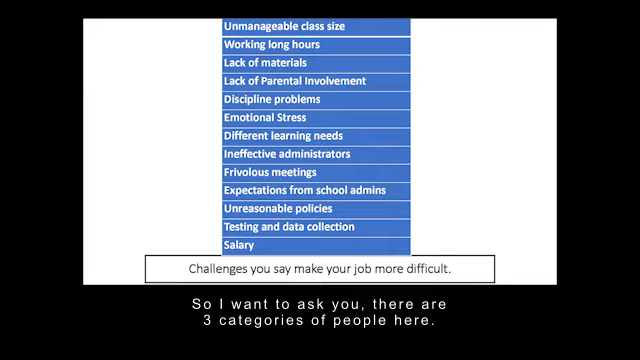 Unmanageable class size
Working long hours
Lack of materials
Lack of Parental Involvement
Discipline problems
Emotional Stress
Different learning needs
Ineffective administrators
Frivolous meetings
Expectations from school admins
Unreasonable policies
Testing and data collection
Salary
Challenges you say make your job more difficult.
So I want to ask you, there are
3 categories of people here.